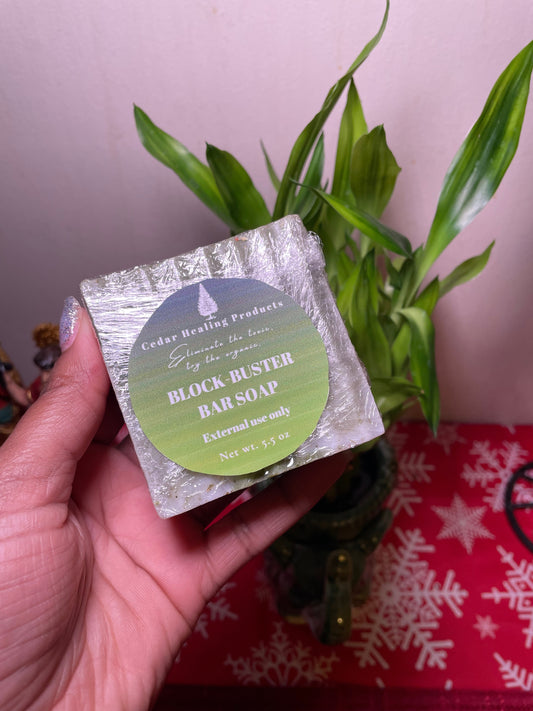 Cedar Healing Products
Eliminate the toxic,
try the organic.
BLOCK-BUSTER
BAR SOAP
External use only
Net wt. 5.5 oz